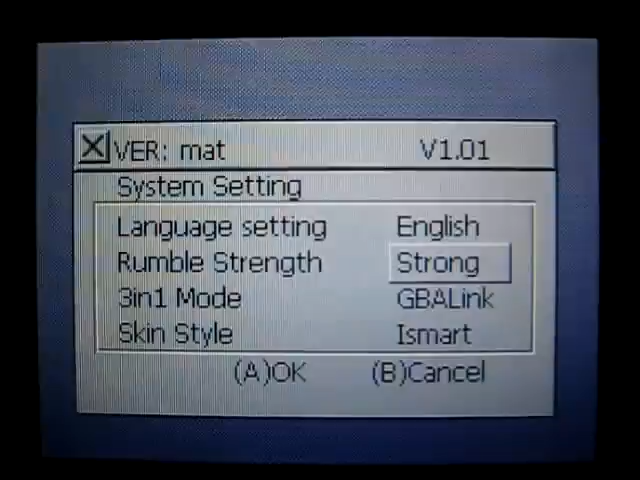 VER: mat V1.01
System Setting
Language setting English
Rumble Strength Strong
3in1 Mode GBALink
Skin Style Ismart
(A)OK (B)Cancel